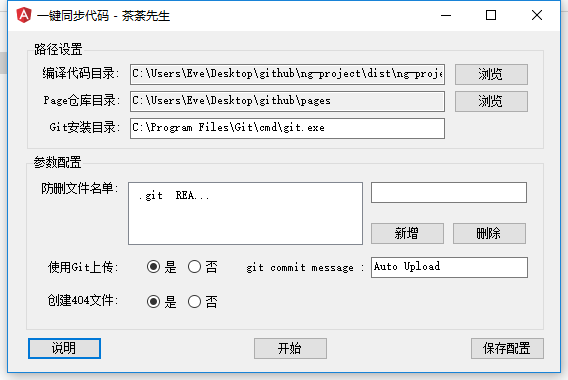 一键同步代码 - 茶茶先生
路径设置
编译代码目录: C:\Users\Eve\Desktop\github\ng-project\dist\ng-proje 浏览
Page仓库目录: C:\Users\Eve\Desktop\github\pages 浏览
Git安装目录: C:\Program Files\Git\cmd\git.exe
参数配置
防删文件名单: .git REA...
新增 删除
使用Git上传: 是 否 git commit message : Auto Upload
创建404文件: 是 否
说明 开始 保存配置